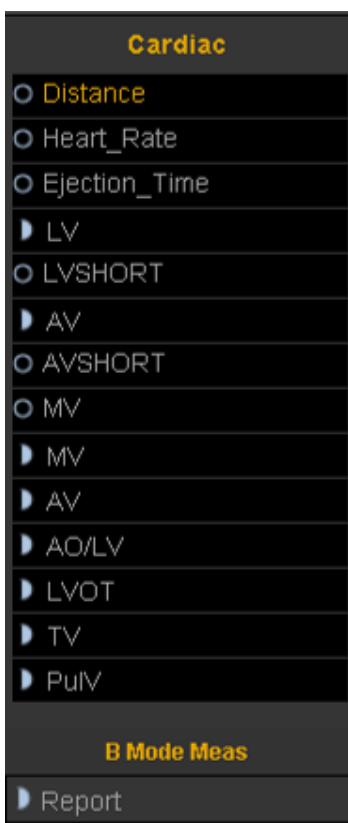 Cardiac
Distance
Heart_Rate
Ejection_Time
LV
LVSHORT
AV
AVSHORT
MV
MV
AV
AO/LV
LVOT
TV
PulV
B Mode Meas
Report